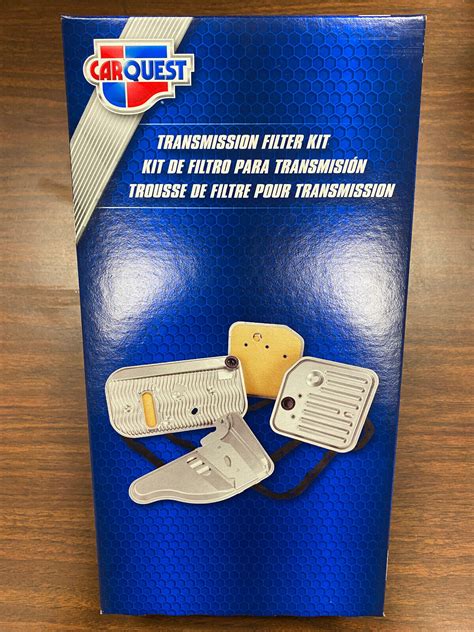 CARQUEST
TRANSMISSION FILTER KIT
KIT DE FILTRO PARA TRANSMISIÓN
TROUSSE DE FILTRE POUR TRANSMISSION